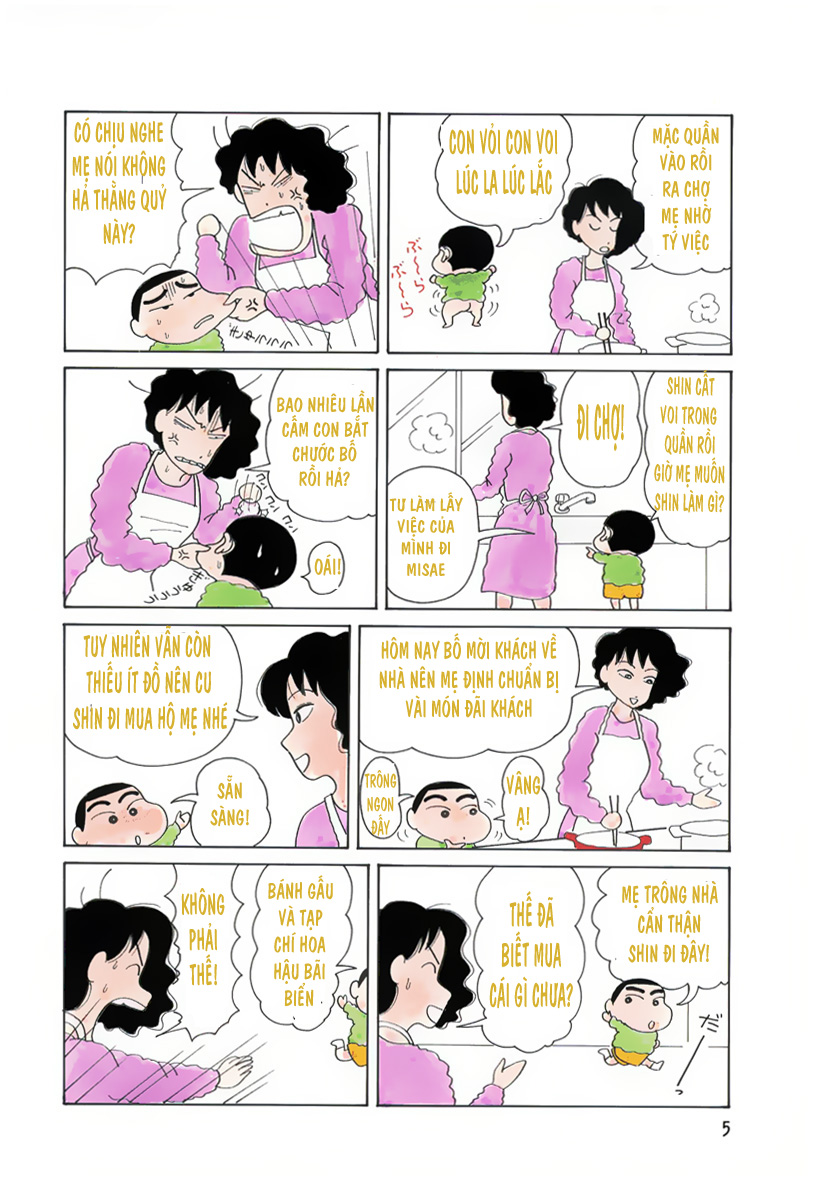 MẶC QUẦN
VÀO RỒI
RA CHỢ
MẸ NHỜ
TÝ VIỆC
CON VỎI CON VOI
LÚC LA LÚC LẮC
ぶ〜ら
ぶ〜ら
CÓ CHỊU NGHE
MẸ NÓI KHÔNG
HẢ THẰNG QUỶ
NÀY?
SHIN CẤT
VOI TRONG
QUẦN RỒI
GIỜ MẸ MUỐN
SHIN LÀM GÌ?
ĐI CHỢ!
TỰ LÀM LẤY
VIỆC CỦA
MÌNH ĐI
MISAE
BAO NHIÊU LẦN
CẤM CON BẮT
CHƯỚC BỐ
RỒI HẢ?
OÁI!
HÔM NAY BỐ MỜI KHÁCH VỀ
NHÀ NÊN MẸ ĐỊNH CHUẨN BỊ
VÀI MÓN ĐÃI KHÁCH
VÂNG
Ạ!
TRÔNG
NGON
ĐẤY
TUY NHIÊN VẪN CÒN
THIẾU ÍT ĐỒ NÊN CU
SHIN ĐI MUA HỘ MẸ NHÉ
SẴN
SÀNG!
MẸ TRÔNG NHÀ
CẨN THẬN
SHIN ĐI ĐÂY!
THẾ ĐÃ
BIẾT MUA
CÁI GÌ CHƯA?
BÁNH GẤU
VÀ TẠP
CHÍ HOA
HẬU BÃI
BIỂN
KHÔNG
PHẢI
THẾ!
5